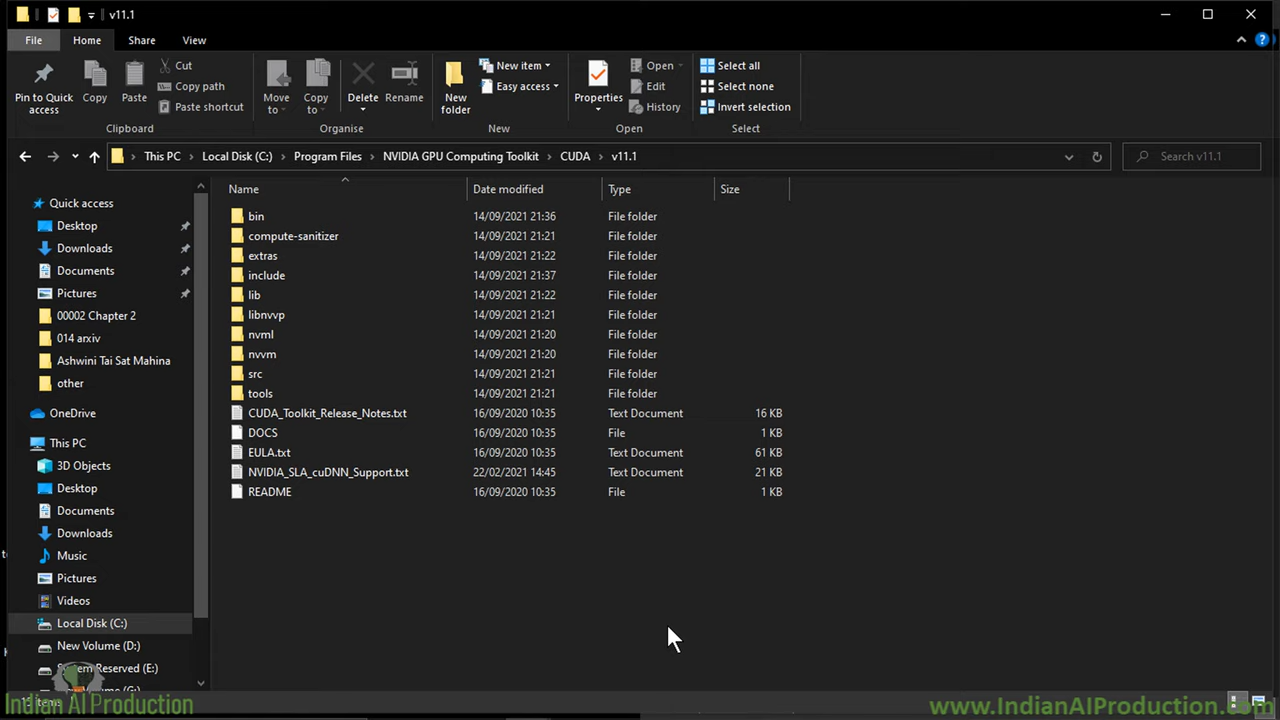 v11.1
File Home Share View
Pin to Quick access
Copy
Paste
Cut
Copy path
Paste shortcut
Clipboard
Move to
Copy to
Delete
Rename
Organise
New folder
New item
Easy access
New
Properties
Open
Edit
History
Open
Select all
Select none
Invert selection
Select
This PC Local Disk (C:) Program Files NVIDIA GPU Computing Toolkit CUDA v11.1
Search v11.1
Quick access
Desktop
Downloads
Documents
Pictures
00002 Chapter 2
014 arxiv
Ashwini Tai Sat Mahina
other
OneDrive
This PC
3D Objects
Desktop
Documents
Downloads
Music
Pictures
Videos
Local Disk (C:)
New Volume (D:)
System Reserved (E:)
Name Date modified Type Size
bin 14/09/2021 21:36 File folder
compute-sanitizer 14/09/2021 21:21 File folder
extras 14/09/2021 21:22 File folder
include 14/09/2021 21:37 File folder
lib 14/09/2021 21:22 File folder
libnvvp 14/09/2021 21:21 File folder
nvml 14/09/2021 21:20 File folder
nvvm 14/09/2021 21:20 File folder
src 14/09/2021 21:21 File folder
tools 14/09/2021 21:21 File folder
CUDA_Toolkit_Release_Notes.txt 16/09/2020 10:35 Text Document 16 KB
DOCS 16/09/2020 10:35 File 1 KB
EULA.txt 16/09/2020 10:35 Text Document 61 KB
NVIDIA_SLA_cuDNN_Support.txt 22/02/2021 14:45 Text Document 21 KB
README 16/09/2020 10:35 File 1 KB
Indian AI Production
www.IndianAIProduction.com